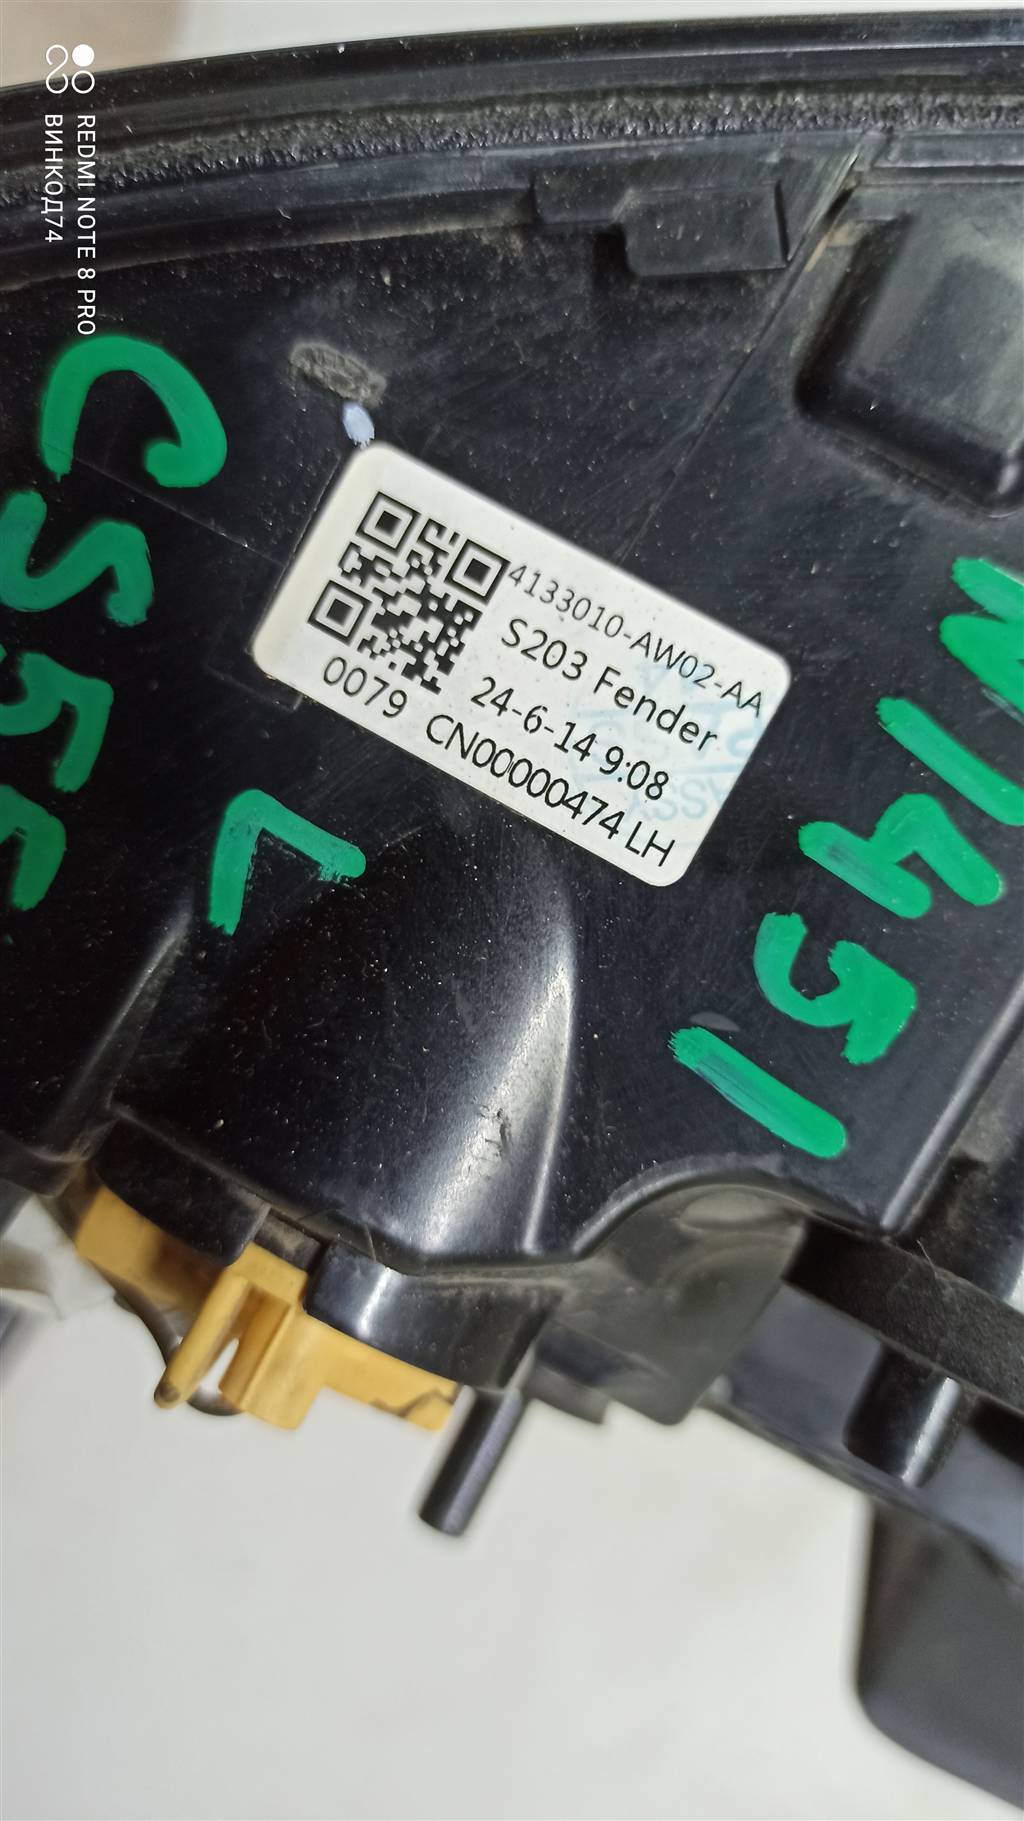 REDMI NOTE 8 PRO
ВИНКОД74
4133010-AW02-AA
S203 Fender
24-6-14 9:08
0079 CN00000474 LH
CS55
L